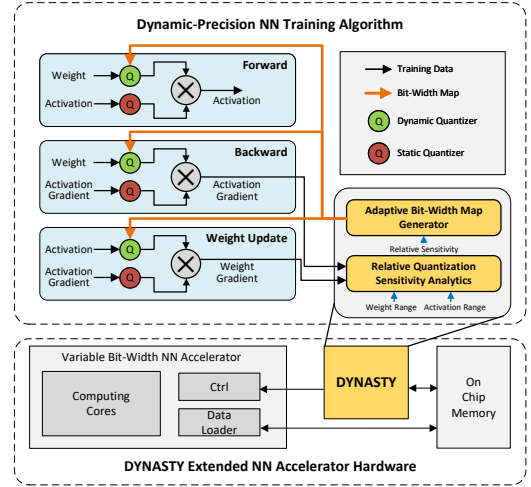 Dynamic-Precision NN Training Algorithm
Forward
Weight
Q
Activation
Q
Activation
Backward
Weight
Q
Activation
Gradient
Q
Activation
Gradient
Weight Update
Activation
Q
Activation
Gradient
Q
Weight
Gradient
Training Data
Bit-Width Map
Q
Dynamic Quantizer
Q
Static Quantizer
Adaptive Bit-Width Map
Generator
Relative Sensitivity
Relative Quantization
Sensitivity Analytics
Weight Range
Activation Range
Variable Bit-Width NN Accelerator
Computing
Cores
Ctrl
Data
Loader
DYNASTY
On
Chip
Memory
DYNASTY Extended NN Accelerator Hardware